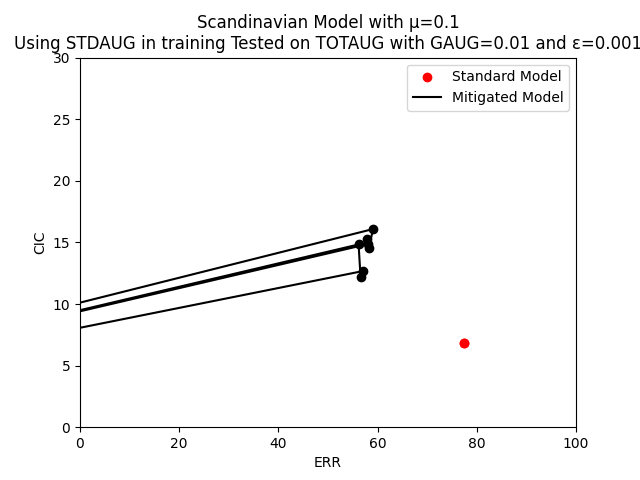 Scandinavian Model with μ=0.1
Using STDAUG in training Tested on TOTAUG with GAUG=0.01 and ε=0.001
Standard Model
Mitigated Model
30
25
20
15
10
5
0
CIC
0 20 40 60 80 100
ERR